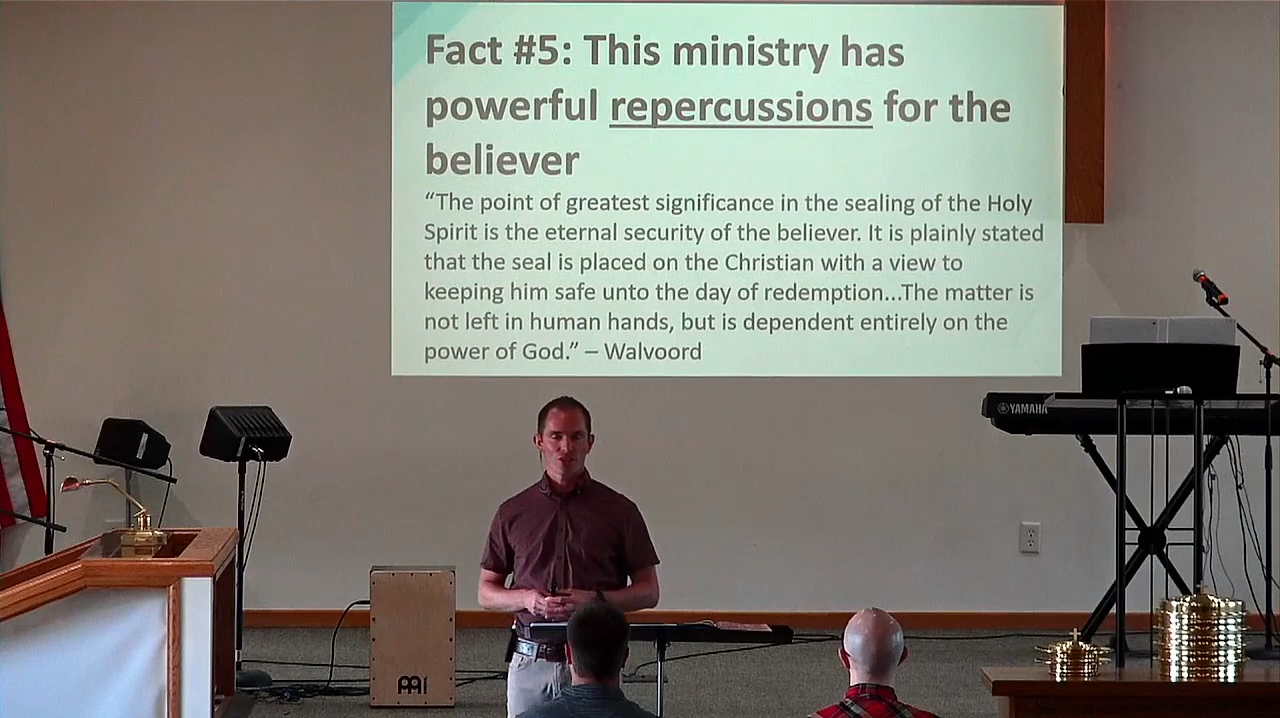 Fact #5: This ministry has
powerful repercussions for the
believer
“The point of greatest significance in the sealing of the Holy
Spirit is the eternal security of the believer. It is plainly stated
that the seal is placed on the Christian with a view to
keeping him safe unto the day of redemption...The matter is
not left in human hands, but is dependent entirely on the
power of God.” – Walvoord
YAMAHA